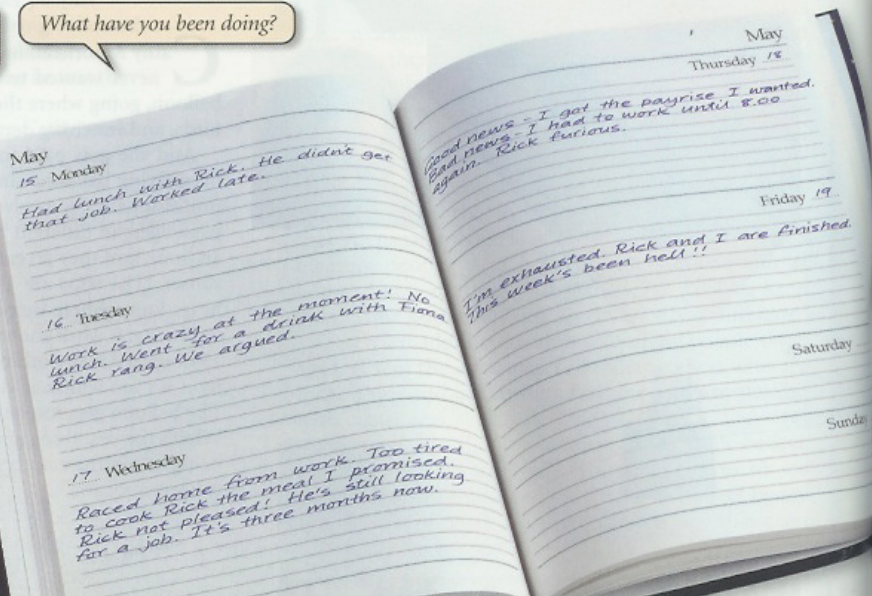 What have you been doing?
May
15 Monday
Had lunch with Rick. He didn't get
that job. Worked late.
16 Tuesday
Work is crazy at the moment! No
lunch. Went for a drink with Fiona
Rick rang. We argued.
17 Wednesday
Raced home from work. Too tired
to cook Rick the meal I promised.
Rick not pleased! He's still looking
for a job. It's three months now.
May
Thursday 18
Good news - I got the payrise I wanted.
Bad news - I had to work until 8.00
again. Rick furious.
Friday 19
I'm exhausted. Rick and I are finished.
This week's been hell!!
Saturday
Sunday